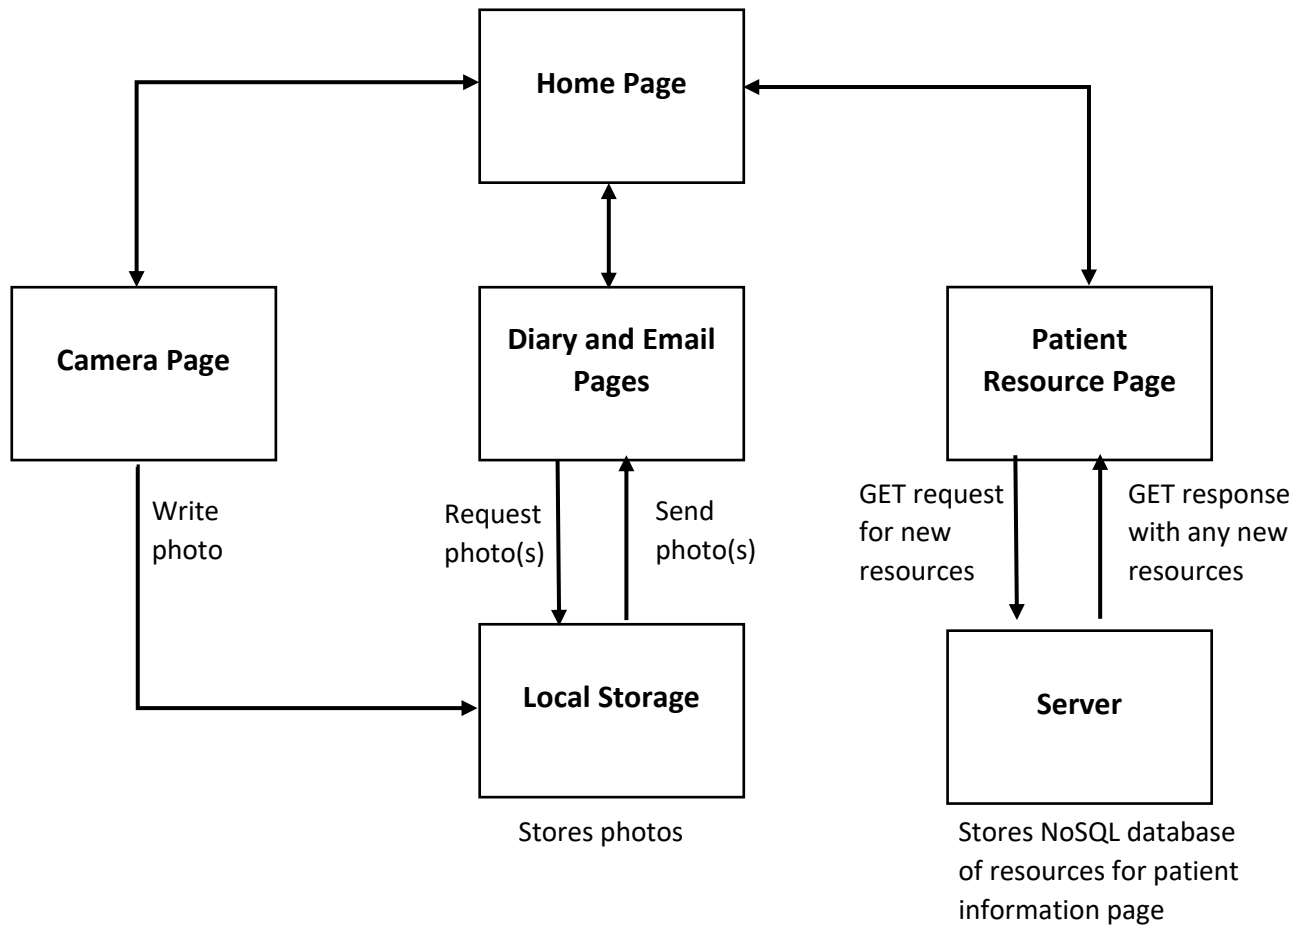 Home Page
Camera Page
Diary and Email
Pages
Patient
Resource Page
Write
photo
Request
photo(s)
Send
photo(s)
GET request
for new
resources
GET response
with any new
resources
Local Storage
Server
Stores photos
Stores NoSQL database
of resources for patient
information page